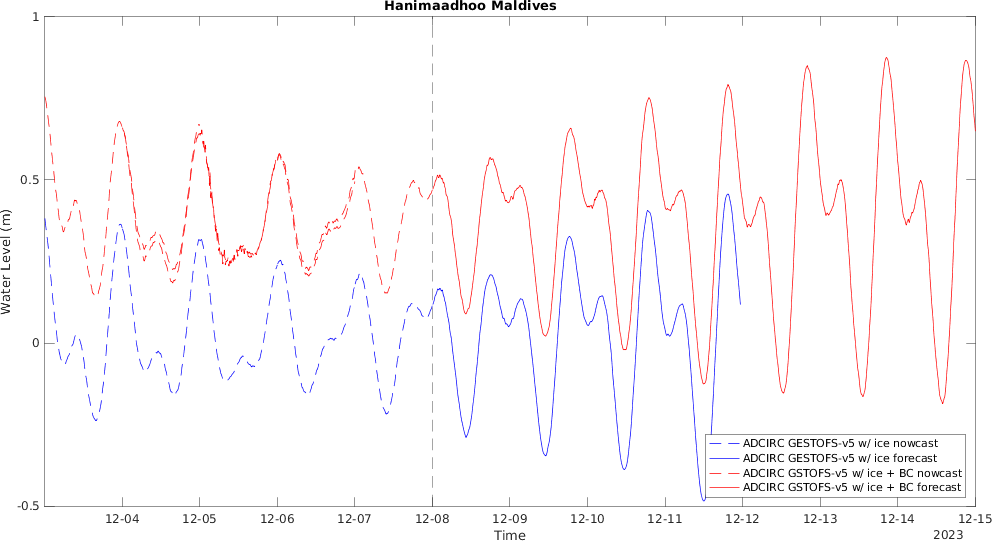 Hanimaadhoo Maldives
1
0.5
0
-0.5
Water Level (m)
ADCIRC GESTOFS-v5 w/ ice nowcast
ADCIRC GESTOFS-v5 w/ ice forecast
ADCIRC GSTOFS-v5 w/ ice + BC nowcast
ADCIRC GSTOFS-v5 w/ ice + BC forecast
12-04 12-05 12-06 12-07 12-08 12-09 12-10 12-11 12-12 12-13 12-14 12-15
Time
2023